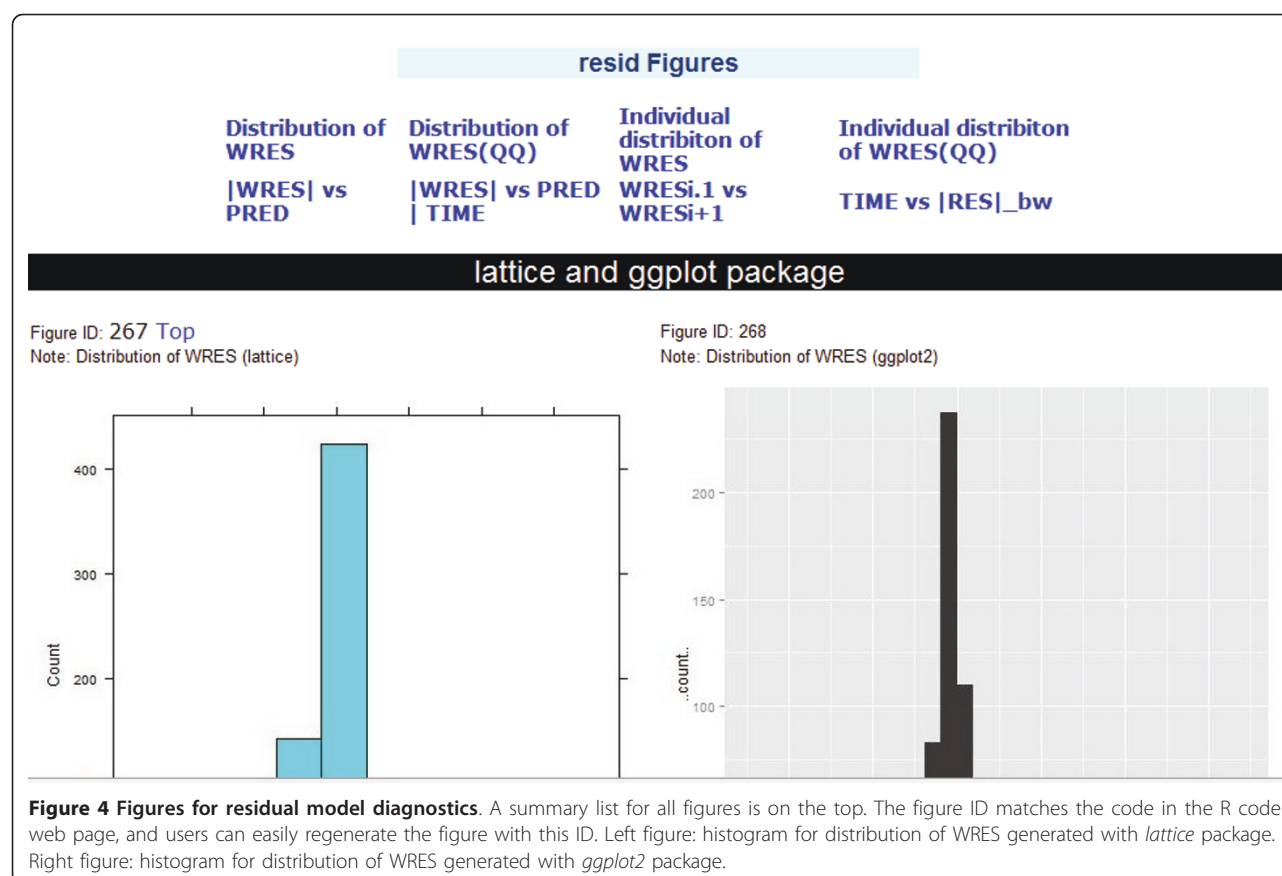 resid Figures
Distribution of
WRES
Distribution of
WRES(QQ)
Individual
distribiton of
WRES
Individual distribiton
of WRES(QQ)
|WRES| vs
PRED
|WRES| vs PRED
| TIME
WRESi.1 vs
WRESi+1
TIME vs |RES|_bw
lattice and ggplot package
Figure ID: 267 Top
Note: Distribution of WRES (lattice)
400
300
200
Count
Figure ID: 268
Note: Distribution of WRES (ggplot2)
200
150
100
..count..
Figure 4 Figures for residual model diagnostics. A summary list for all figures is on the top. The figure ID matches the code in the R code
web page, and users can easily regenerate the figure with this ID. Left figure: histogram for distribution of WRES generated with lattice package.
Right figure: histogram for distribution of WRES generated with ggplot2 package.